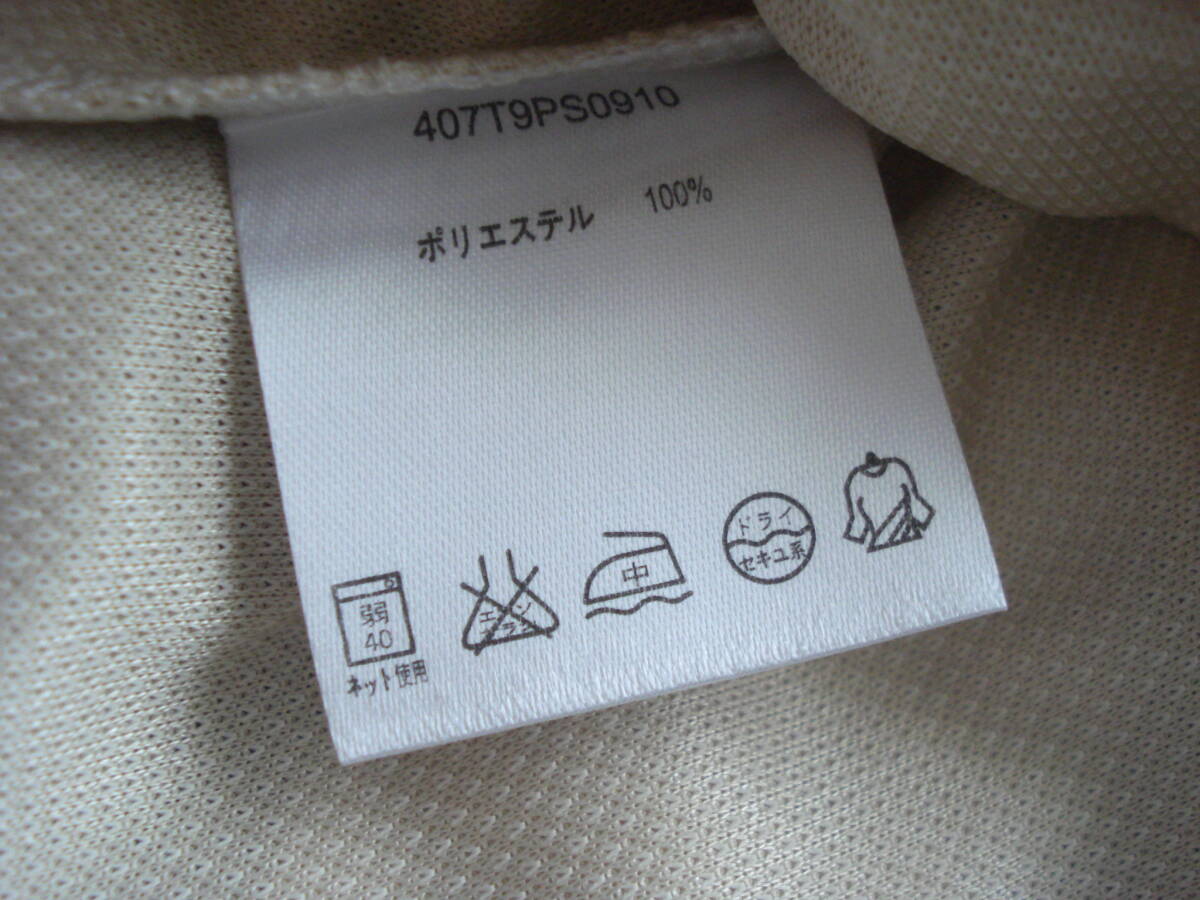 407T9PS0910
ポリエステル 100%
弱
40
ネット使用
エンソ
サラシ
中
ドライ
セキユ系